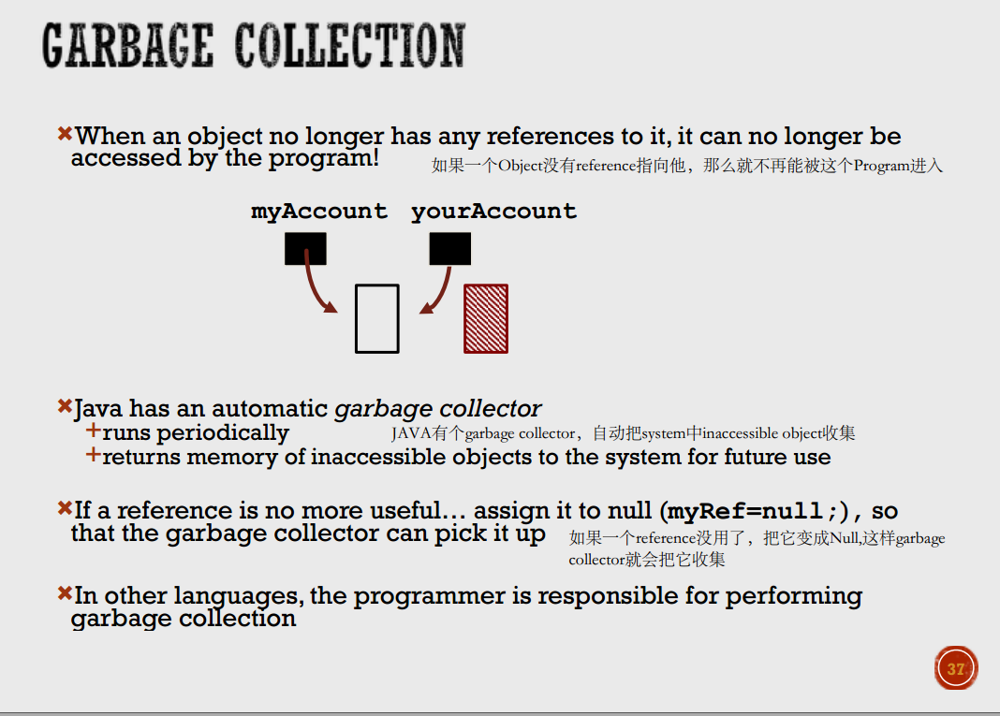 GARBAGE COLLECTION
×When an object no longer has any references to it, it can no longer be
accessed by the program!
如果一个Object没有reference指向他，那么就不再能被这个Program进入
myAccount yourAccount
×Java has an automatic garbage collector
+runs periodically
JAVA有个garbage collector，自动把system中inaccessible object收集
+returns memory of inaccessible objects to the system for future use
×If a reference is no more useful... assign it to null (myRef=null;), so
that the garbage collector can pick it up
如果一个reference没用了，把它变成Null,这样garbage
collector就会把它收集
×In other languages, the programmer is responsible for performing
garbage collection
37